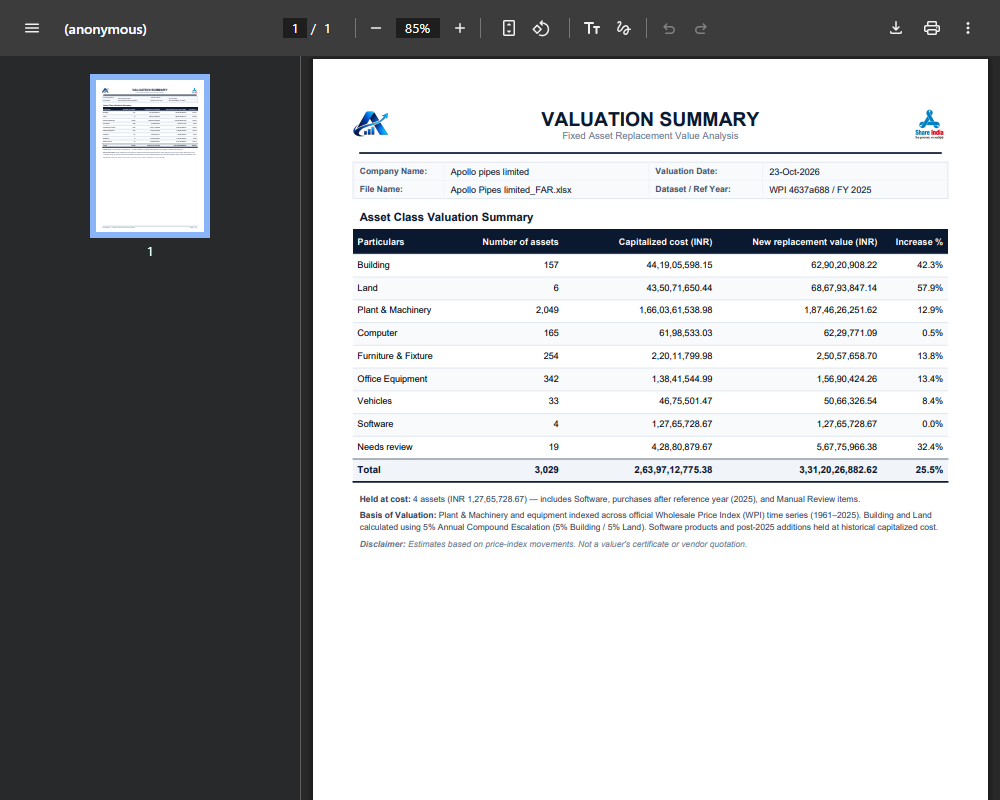 (anonymous)
1 / 1
85%
1
VALUATION SUMMARY
Fixed Asset Replacement Value Analysis
Share India
Company Name: Apollo pipes limited Valuation Date: 23-Oct-2026
File Name: Apollo Pipes limited_FAR.xlsx Dataset / Ref Year: WPI 4637a688 / FY 2025
Asset Class Valuation Summary
Particulars Number of assets Capitalized cost (INR) New replacement value (INR) Increase %
Building 157 44,19,05,598.15 62,90,20,908.22 42.3%
Land 6 43,50,71,650.44 68,67,93,847.14 57.9%
Plant & Machinery 2,049 1,66,03,61,538.98 1,87,46,26,251.62 12.9%
Computer 165 61,98,533.03 62,29,771.09 0.5%
Furniture & Fixture 254 2,20,11,799.98 2,50,57,658.70 13.8%
Office Equipment 342 1,38,41,544.99 1,56,90,424.26 13.4%
Vehicles 33 46,75,501.47 50,66,326.54 8.4%
Software 4 1,27,65,728.67 1,27,65,728.67 0.0%
Needs review 19 4,28,80,879.67 5,67,75,966.38 32.4%
Total 3,029 2,63,97,12,775.38 3,31,20,26,882.62 25.5%
Held at cost: 4 assets (INR 1,27,65,728.67) — includes Software, purchases after reference year (2025), and Manual Review items.
Basis of Valuation: Plant & Machinery and equipment indexed across official Wholesale Price Index (WPI) time series (1961–2025). Building and Land
calculated using 5% Annual Compound Escalation (5% Building / 5% Land). Software products and post-2025 additions held at historical capitalized cost.
Disclaimer: Estimates based on price-index movements. Not a valuer's certificate or vendor quotation.